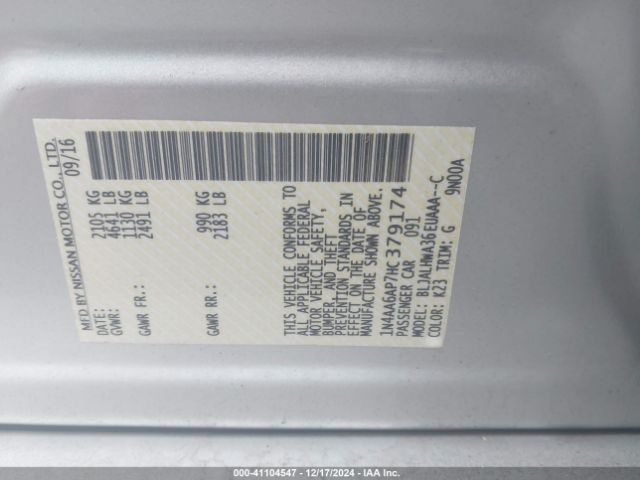 MFD BY NISSAN MOTOR CO., LTD.
DATE: 09/16
GVWR: 2105 KG
4641 LB
GAWR FR.: 1130 KG
2491 LB
GAWR RR.: 990 KG
2183 LB
THIS VEHICLE CONFORMS TO
ALL APPLICABLE FEDERAL
MOTOR VEHICLE SAFETY,
BUMPER, AND THEFT
PREVENTION STANDARDS IN
EFFECT ON THE DATE OF
MANUFACTURE SHOWN ABOVE.
1N4AA6AP7HC379174
PASSENGER CAR 091
MODEL: BLJALHWA36EUAAA--C
COLOR: K23 TRIM: G 9N00A
000-41104547 - 12/17/2024 - IAAI.com